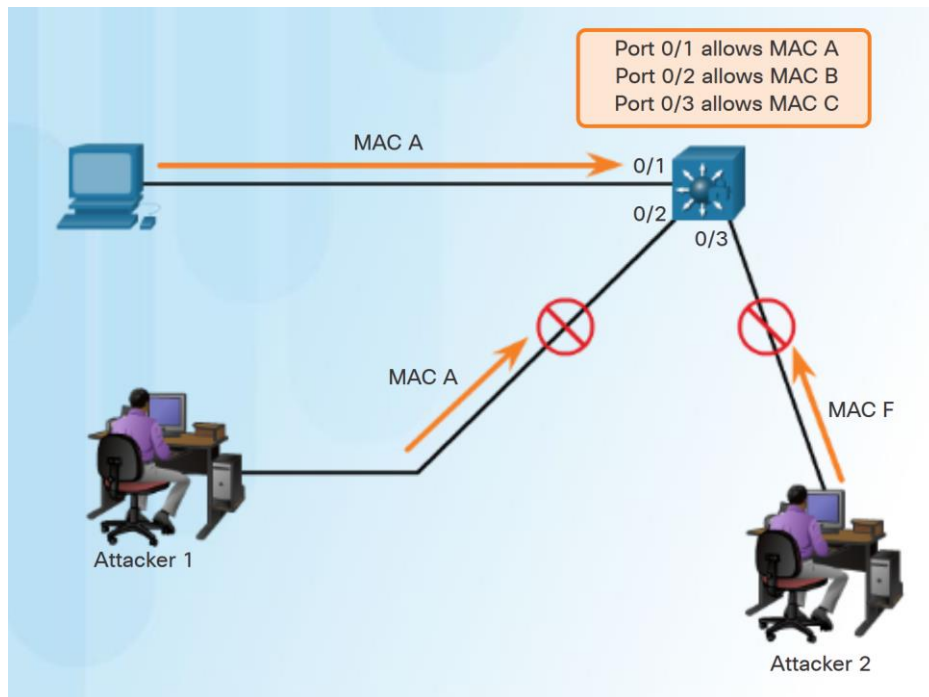 Port 0/1 allows MAC A
Port 0/2 allows MAC B
Port 0/3 allows MAC C
MAC A
0/1
0/2
0/3
MAC A
MAC F
Attacker 1
Attacker 2